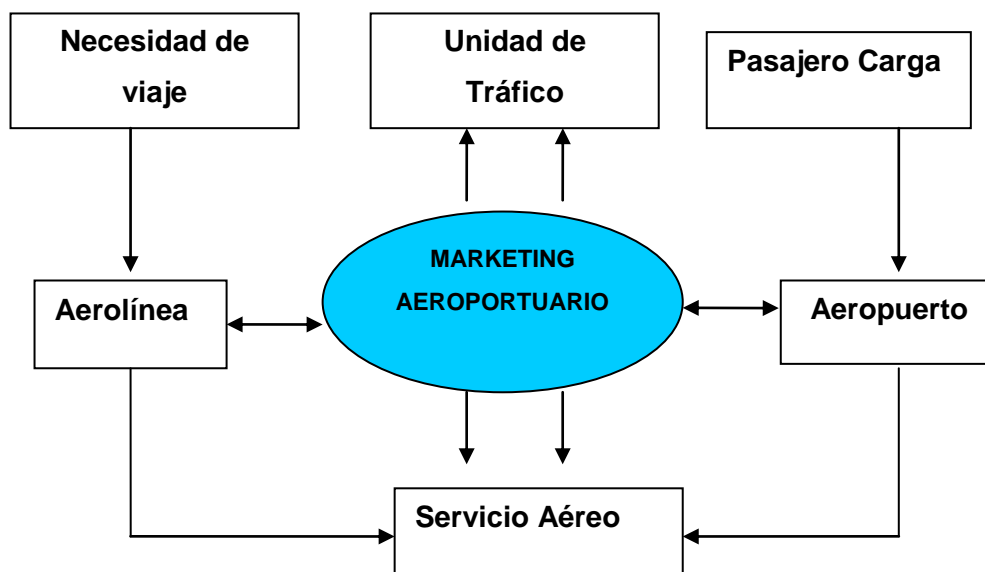 Necesidad de
viaje
Unidad de
Tráfico
Pasajero Carga
MARKETING
AEROPORTUARIO
Aerolínea
Aeropuerto
Servicio Aéreo